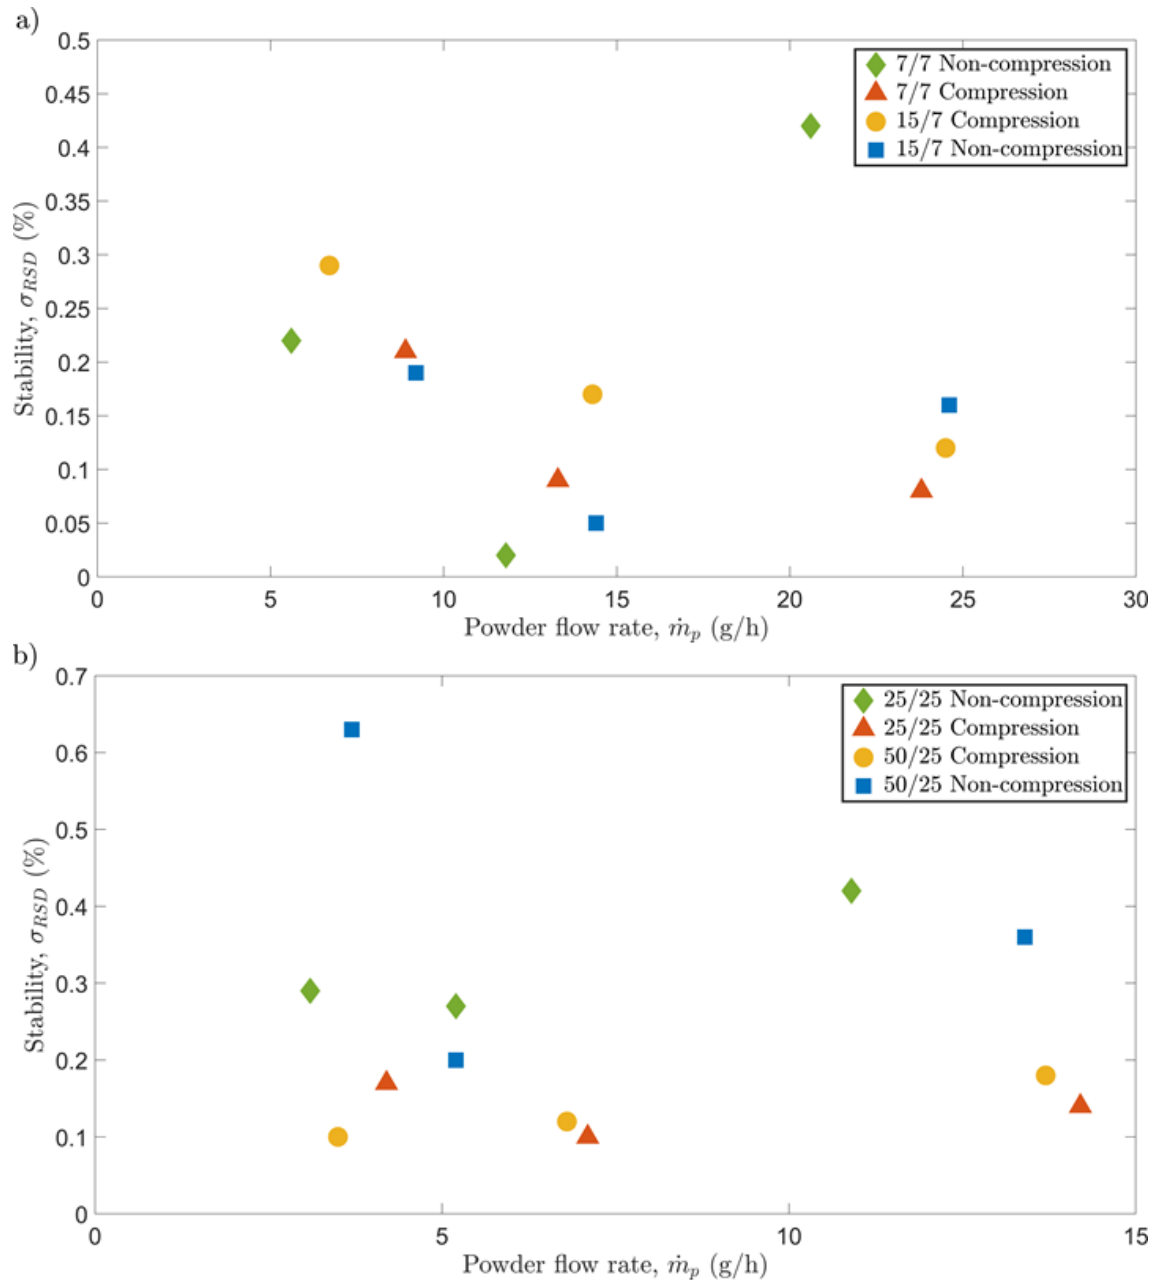 a)
0.5
0.45
0.4
0.35
0.3
0.25
0.2
0.15
0.1
0.05
0
Stability, σRSD (%)
7/7 Non-compression
7/7 Compression
15/7 Compression
15/7 Non-compression
0 5 10 15 20 25 30
Powder flow rate, ṁp (g/h)
b)
0.7
0.6
0.5
0.4
0.3
0.2
0.1
0
Stability, σRSD (%)
25/25 Non-compression
25/25 Compression
50/25 Compression
50/25 Non-compression
0 5 10 15
Powder flow rate, ṁp (g/h)